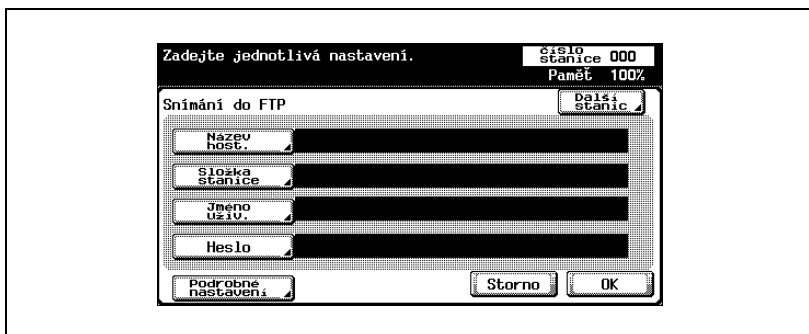 Zadejte jednotlivá nastavení.
číslo
stanice 000
Paměť 100%
Snímání do FTP
Další
stanic
Název
host.
Složka
stanice
Jméno
uživ.
Heslo
Podrobné
nastavení
Storno
OK